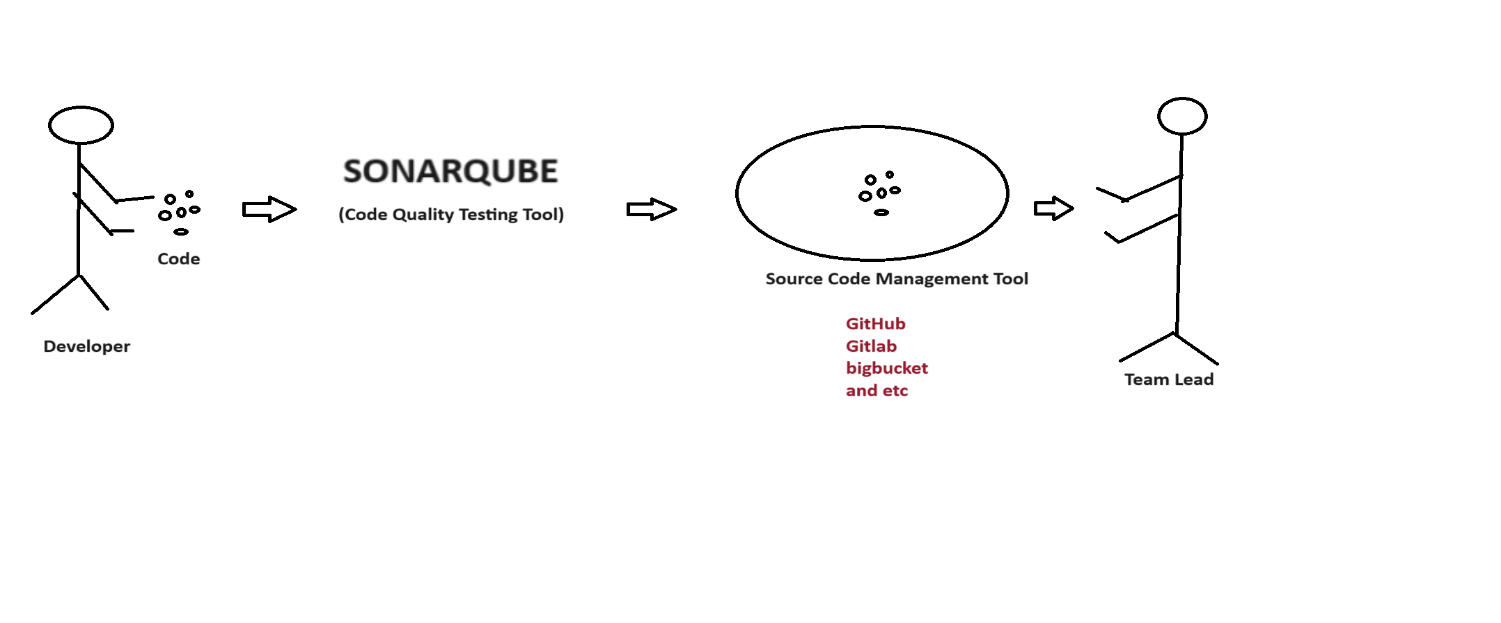 SONARQUBE
(Code Quality Testing Tool)
Code
Developer
Source Code Management Tool
GitHub
Gitlab
bigbucket
and etc
Team Lead